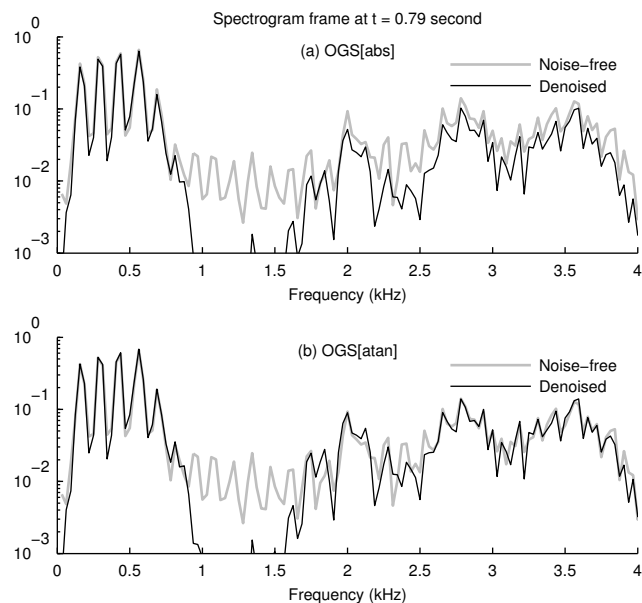 Spectrogram frame at t = 0.79 second
(a) OGS[abs]
10^0
10^−1
10^−2
10^−3
Noise−free
Denoised
0 0.5 1 1.5 2 2.5 3 3.5 4
Frequency (kHz)
(b) OGS[atan]
10^0
10^−1
10^−2
10^−3
Noise−free
Denoised
0 0.5 1 1.5 2 2.5 3 3.5 4
Frequency (kHz)